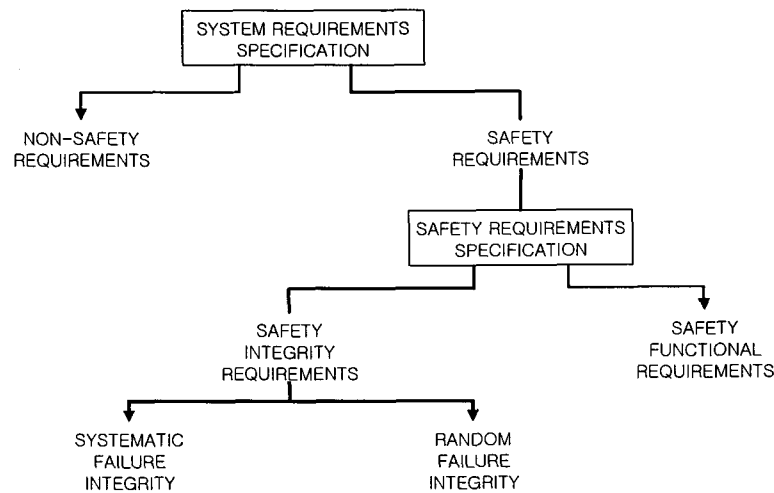 SYSTEM REQUIREMENTS
SPECIFICATION
NON-SAFETY
REQUIREMENTS
SAFETY
REQUIREMENTS
SAFETY REQUIREMENTS
SPECIFICATION
SAFETY
INTEGRITY
REQUIREMENTS
SAFETY
FUNCTIONAL
REQUIREMENTS
SYSTEMATIC
FAILURE
INTEGRITY
RANDOM
FAILURE
INTEGRITY